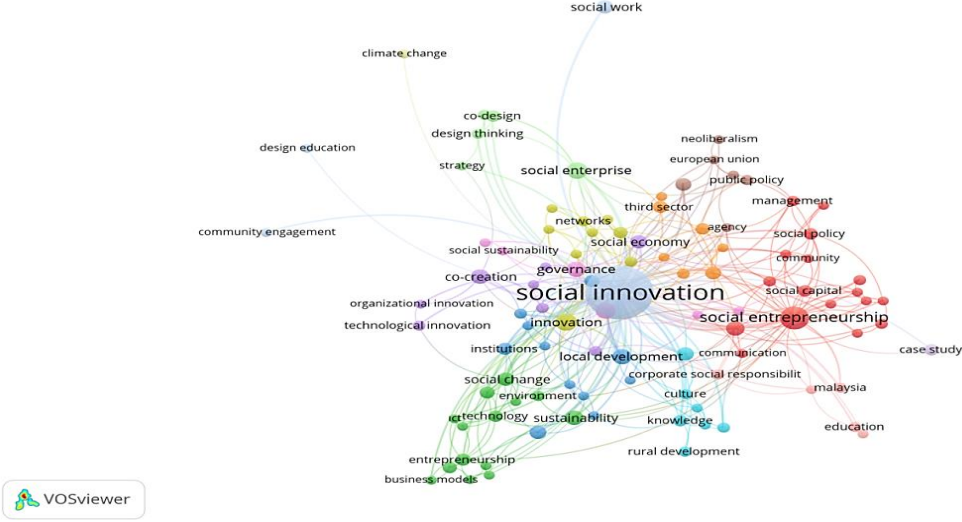 social work
climate change
co-design
design thinking
neoliberalism
design education
european union
strategy
social enterprise
public policy
management
third sector
networks
agency
community engagement
social policy
social economy
social sustainability
community
governance
co-creation
social innovation
social capital
organizational innovation
social entrepreneurship
technological innovation
innovation
institutions
local development
communication
case study
corporate social responsibilit
social change
malaysia
environment
culture
ict
technology
sustainability
knowledge
education
rural development
entrepreneurship
business models
VOSviewer